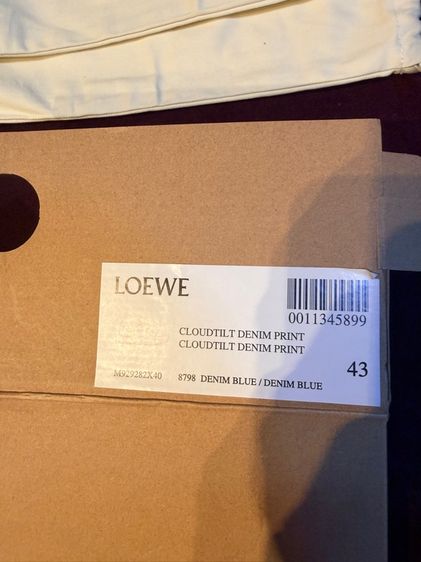 LOEWE
0011345899
CLOUDTILT DENIM PRINT
CLOUDTILT DENIM PRINT
43
M929282X40 8798 DENIM BLUE / DENIM BLUE